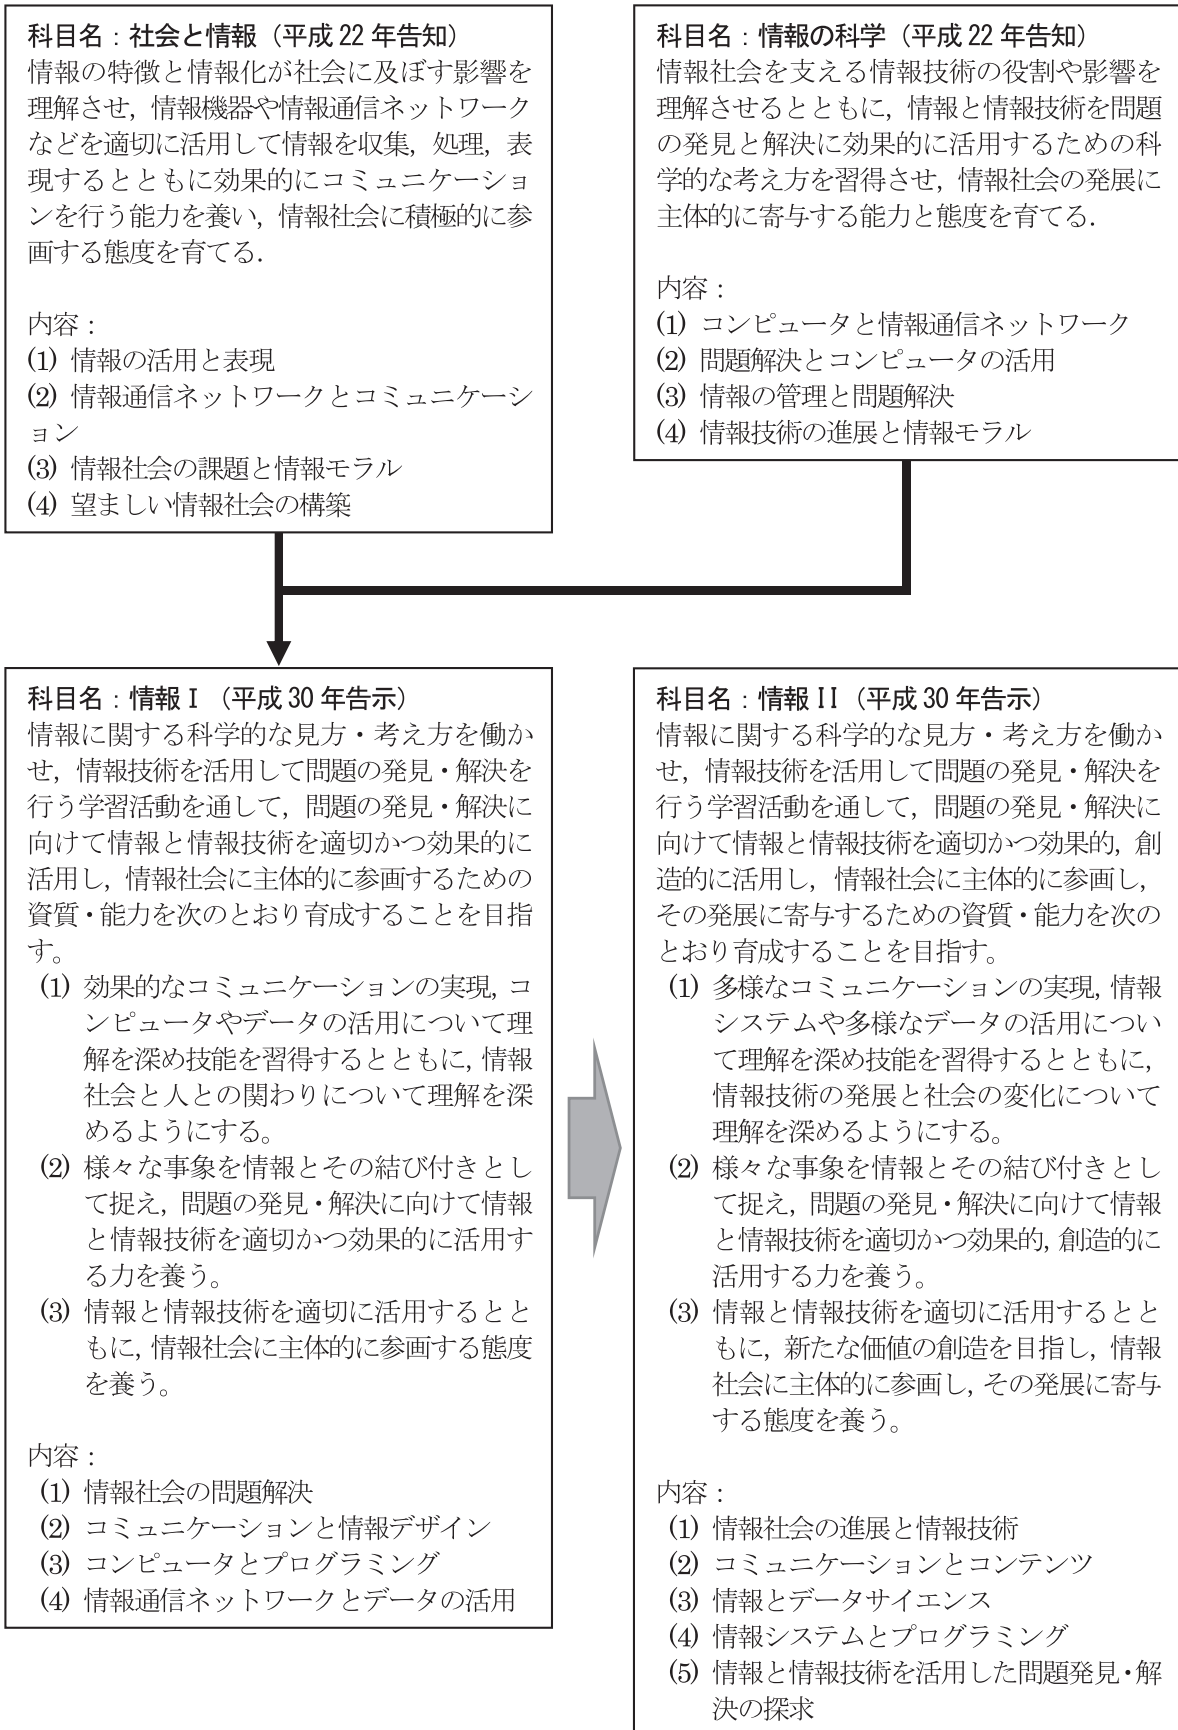 科目名：社会と情報（平成 22 年告知）
情報の特徴と情報化が社会に及ぼす影響を
理解させ，情報機器や情報通信ネットワーク
などを適切に活用して情報を収集，処理，表
現するとともに効果的にコミュニケーショ
ンを行う能力を養い，情報社会に積極的に参
画する態度を育てる．
内容：
(1) 情報の活用と表現
(2) 情報通信ネットワークとコミュニケーシ
ョン
(3) 情報社会の課題と情報モラル
(4) 望ましい情報社会の構築
科目名：情報の科学（平成 22 年告知）
情報社会を支える情報技術の役割や影響を
理解させるとともに，情報と情報技術を問題
の発見と解決に効果的に活用するための科
学的な考え方を習得させ，情報社会の発展に
主体的に寄与する能力と態度を育てる．
内容：
(1) コンピュータと情報通信ネットワーク
(2) 問題解決とコンピュータの活用
(3) 情報の管理と問題解決
(4) 情報技術の進展と情報モラル
科目名：情報 I （平成 30 年告示）
情報に関する科学的な見方・考え方を働か
せ，情報技術を活用して問題の発見・解決を
行う学習活動を通して，問題の発見・解決に
向けて情報と情報技術を適切かつ効果的に
活用し，情報社会に主体的に参画するための
資質・能力を次のとおり育成することを目指
す。
(1) 効果的なコミュニケーションの実現，コ
ンピュータやデータの活用について理
解を深め技能を習得するとともに，情報
社会と人との関わりについて理解を深
めるようにする。
(2) 様々な事象を情報とその結び付きとし
て捉え，問題の発見・解決に向けて情報
と情報技術を適切かつ効果的に活用す
る力を養う。
(3) 情報と情報技術を適切に活用するとと
もに，情報社会に主体的に参画する態度
を養う。
内容：
(1) 情報社会の問題解決
(2) コミュニケーションと情報デザイン
(3) コンピュータとプログラミング
(4) 情報通信ネットワークとデータの活用
科目名：情報 II（平成 30 年告示）
情報に関する科学的な見方・考え方を働か
せ，情報技術を活用して問題の発見・解決を
行う学習活動を通して，問題の発見・解決に
向けて情報と情報技術を適切かつ効果的，創
造的に活用し，情報社会に主体的に参画し，
その発展に寄与するための資質・能力を次の
とおり育成することを目指す。
(1) 多様なコミュニケーションの実現，情報
システムや多様なデータの活用につい
て理解を深め技能を習得するとともに，
情報技術の発展と社会の変化について
理解を深めるようにする。
(2) 様々な事象を情報とその結び付きとし
て捉え，問題の発見・解決に向けて情報
と情報技術を適切かつ効果的，創造的に
活用する力を養う。
(3) 情報と情報技術を適切に活用するとと
もに，新たな価値の創造を目指し，情報
社会に主体的に参画し，その発展に寄与
する態度を養う。
内容：
(1) 情報社会の進展と情報技術
(2) コミュニケーションとコンテンツ
(3) 情報とデータサイエンス
(4) 情報システムとプログラミング
(5) 情報と情報技術を活用した問題発見・解
決の探求